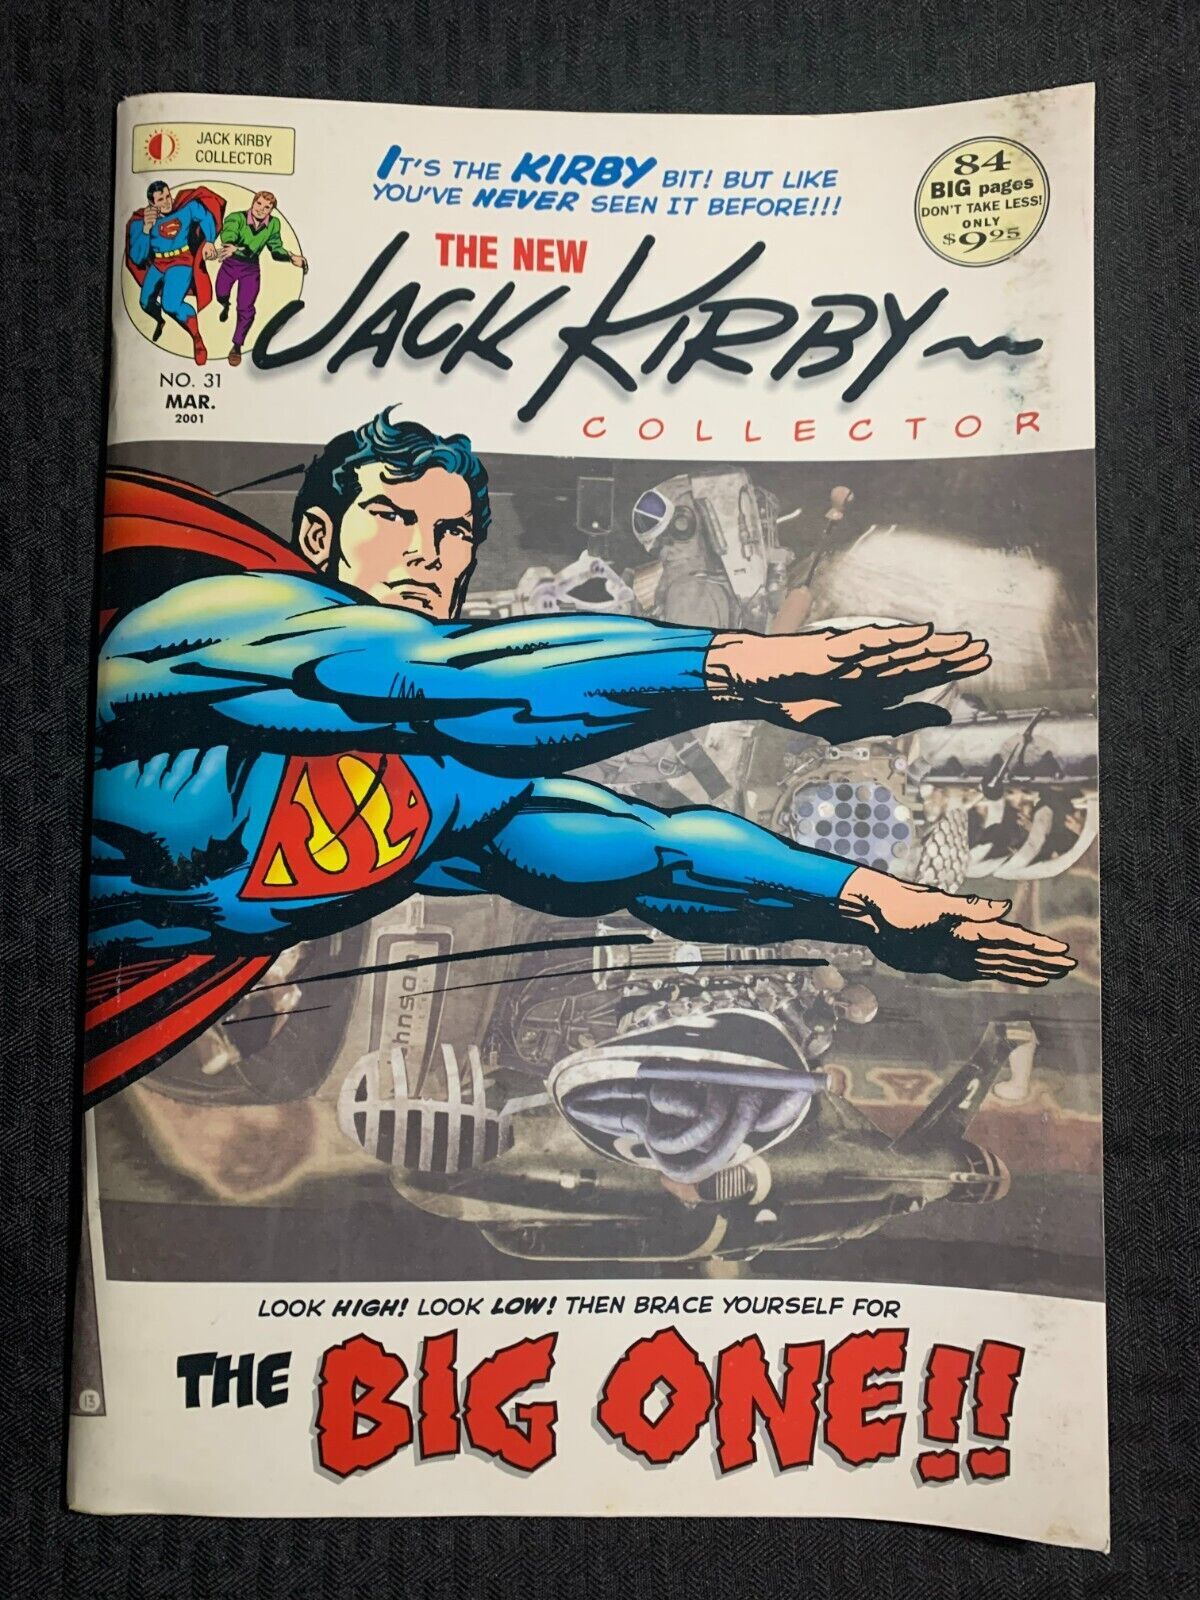 JACK KIRBY
COLLECTOR
IT'S THE KIRBY BIT! BUT LIKE
YOU'VE NEVER SEEN IT BEFORE!!!
84
BIG pages
DON'T TAKE LESS!
ONLY
$9.95
THE NEW
JACK KIRBY
COLLECTOR
NO. 31
MAR.
2001
S
Johnson
LOOK HIGH! LOOK LOW! THEN BRACE YOURSELF FOR
THE BIG ONE!!
13